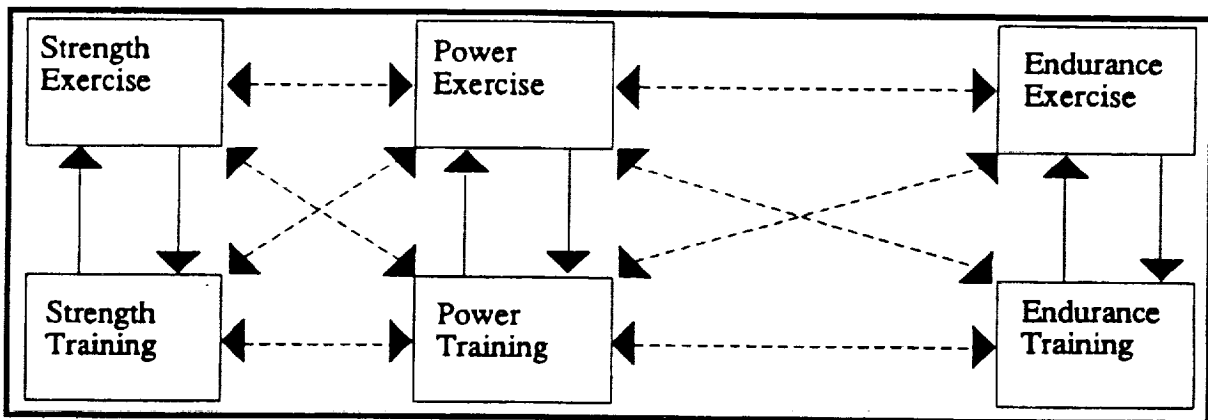 Strength
Exercise
Power
Exercise
Endurance
Exercise
Strength
Training
Power
Training
Endurance
Training